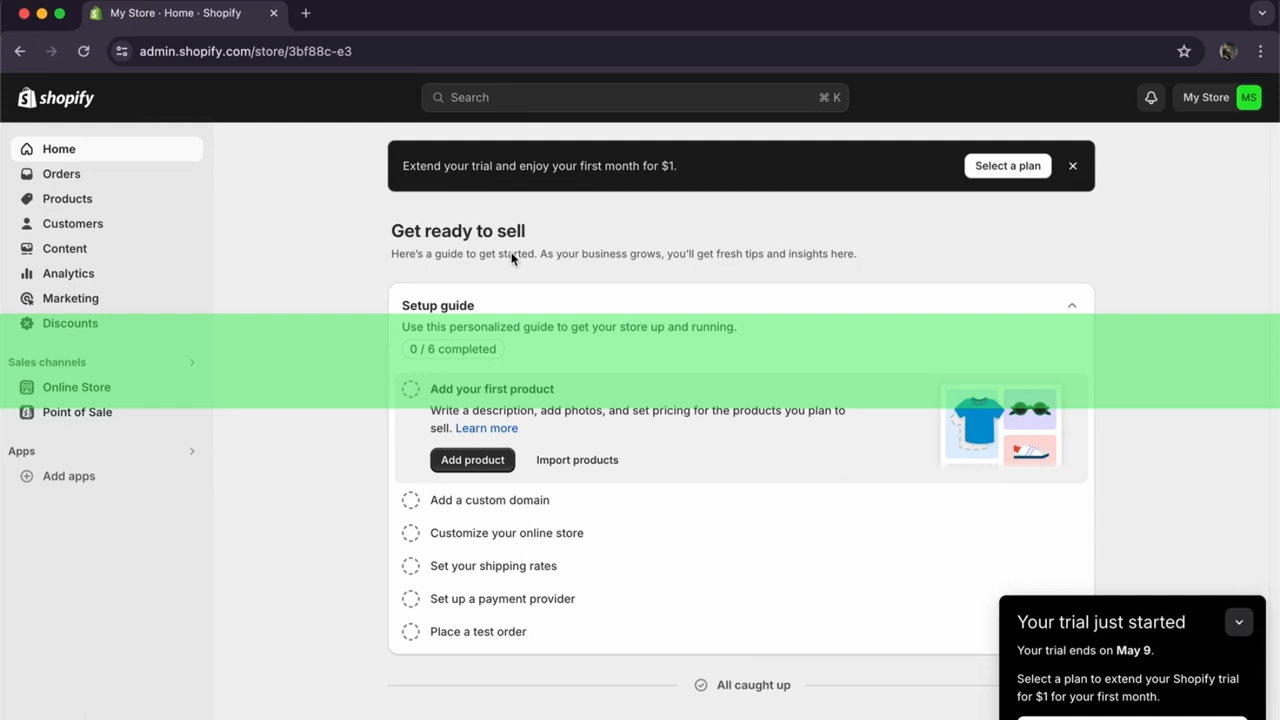 My Store · Home · Shopify
admin.shopify.com/store/3bf88c-e3
shopify
Search
⌘ K
My Store
MS
Home
Orders
Products
Customers
Content
Analytics
Marketing
Discounts
Sales channels
Online Store
Point of Sale
Apps
Add apps
Extend your trial and enjoy your first month for $1.
Select a plan
Get ready to sell
Here's a guide to get started. As your business grows, you'll get fresh tips and insights here.
Setup guide
Use this personalized guide to get your store up and running.
0 / 6 completed
Add your first product
Write a description, add photos, and set pricing for the products you plan to
sell. Learn more
Add product
Import products
Add a custom domain
Customize your online store
Set your shipping rates
Set up a payment provider
Place a test order
All caught up
Your trial just started
Your trial ends on May 9.
Select a plan to extend your Shopify trial
for $1 for your first month.